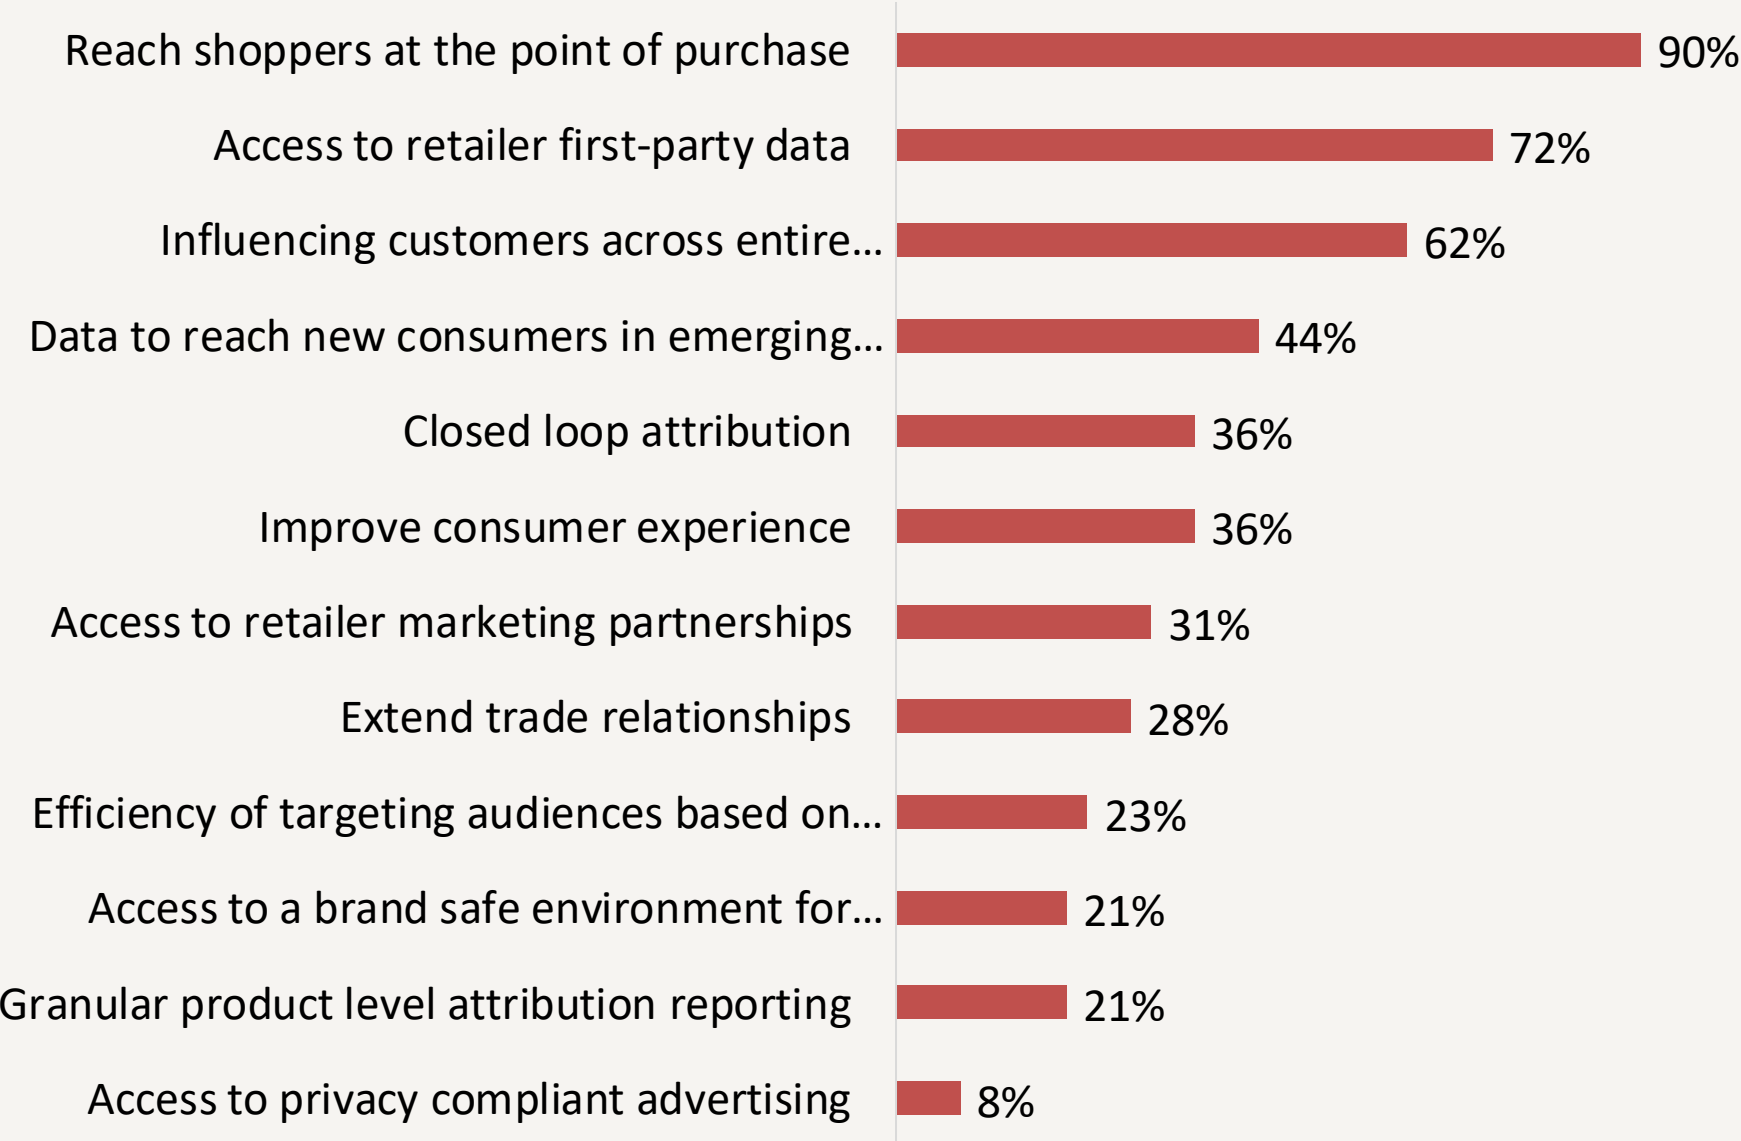 Reach shoppers at the point of purchase 90%
Access to retailer first-party data 72%
Influencing customers across entire... 62%
Data to reach new consumers in emerging... 44%
Closed loop attribution 36%
Improve consumer experience 36%
Access to retailer marketing partnerships 31%
Extend trade relationships 28%
Efficiency of targeting audiences based on... 23%
Access to a brand safe environment for... 21%
Granular product level attribution reporting 21%
Access to privacy compliant advertising 8%